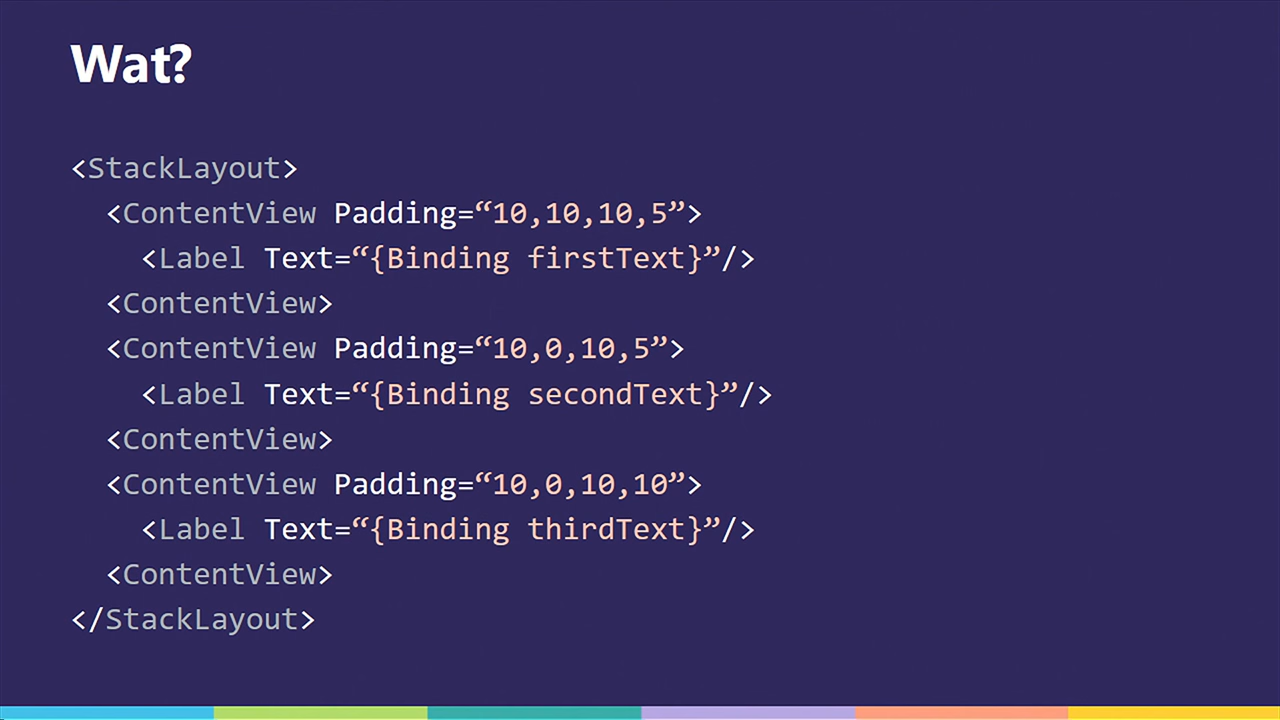 Wat?
<StackLayout>
<ContentView Padding=“10,10,10,5”>
<Label Text=“{Binding firstText}”/>
<ContentView>
<ContentView Padding=“10,0,10,5”>
<Label Text=“{Binding secondText}”/>
<ContentView>
<ContentView Padding=“10,0,10,10”>
<Label Text=“{Binding thirdText}”/>
<ContentView>
</StackLayout>